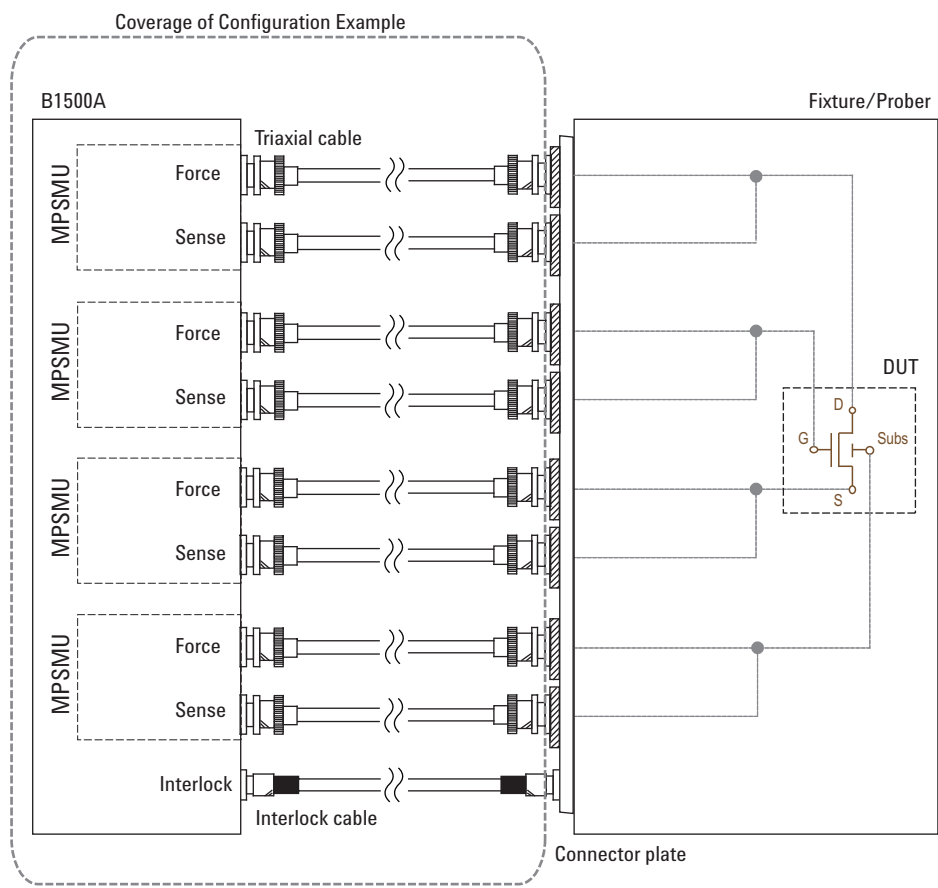 Coverage of Configuration Example
B1500A
Fixture/Prober
Triaxial cable
MPSMU
Force
Sense
MPSMU
Force
Sense
DUT
D
G
Subs
S
MPSMU
Force
Sense
MPSMU
Force
Sense
Interlock
Interlock cable
Connector plate